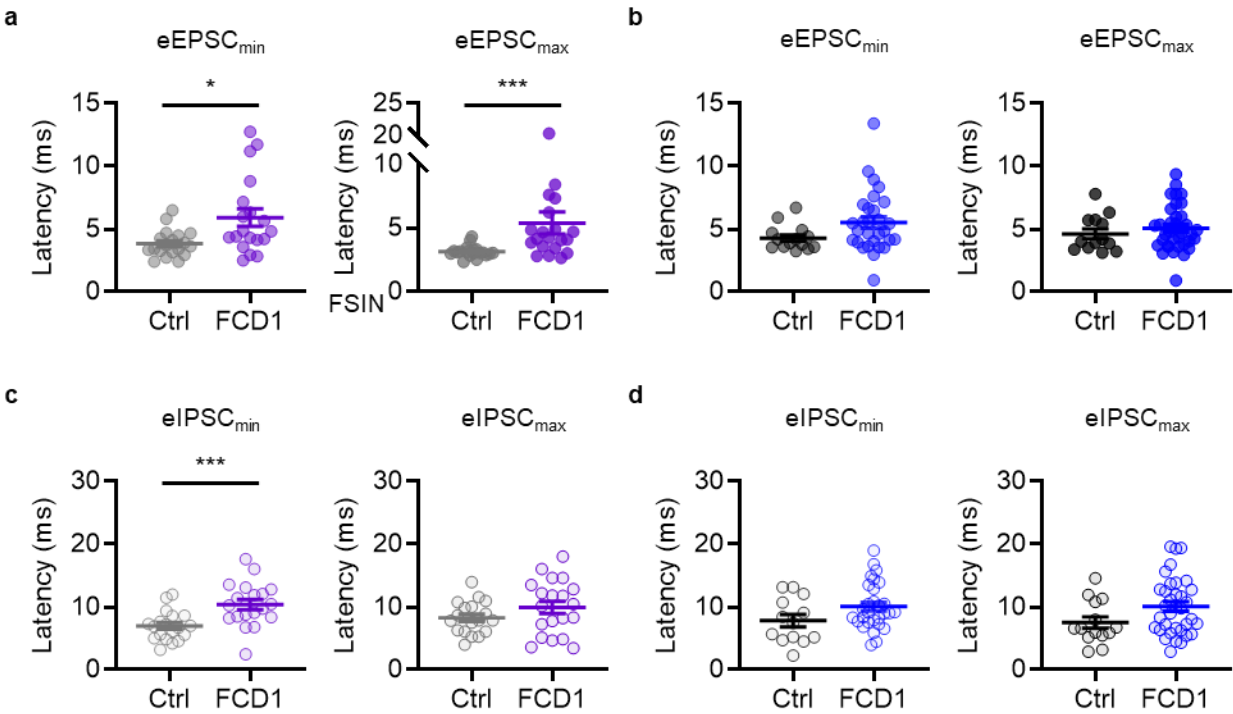 a
eEPSCmin
*
Latency (ms)
15
10
5
0
Ctrl FCD1
eEPSCmax
***
Latency (ms)
25
20
10
5
0
FSIN
Ctrl FCD1
b
eEPSCmin
Latency (ms)
15
10
5
0
Ctrl FCD1
eEPSCmax
Latency (ms)
15
10
5
0
Ctrl FCD1
c
eIPSCmin
***
Latency (ms)
30
20
10
0
Ctrl FCD1
eIPSCmax
Latency (ms)
30
20
10
0
Ctrl FCD1
d
eIPSCmin
Latency (ms)
30
20
10
0
Ctrl FCD1
eIPSCmax
Latency (ms)
30
20
10
0
Ctrl FCD1